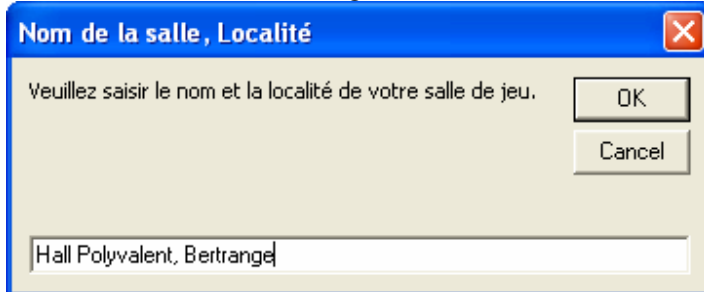 Nom de la salle, Localité
Veuillez saisir le nom et la localité de votre salle de jeu.
OK
Cancel
Hall Polyvalent, Bertrange